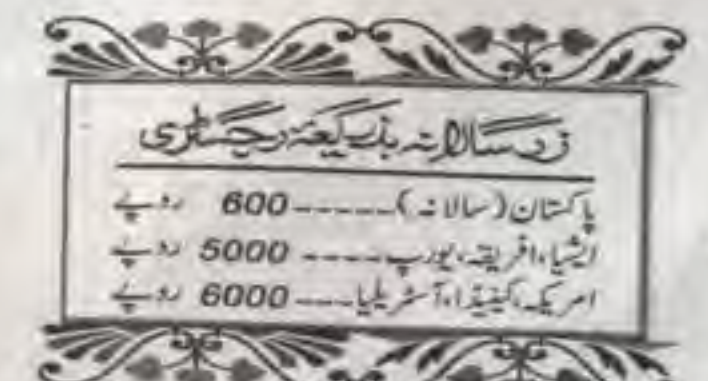 زرِ سالانہ بذریعہ رجسٹری
پاکستان (سالانہ)-----600 روپے
ایشیا، افریقہ، یورپ-----5000 روپے
امریکہ، کینیڈا، آسٹریلیا----6000 روپے